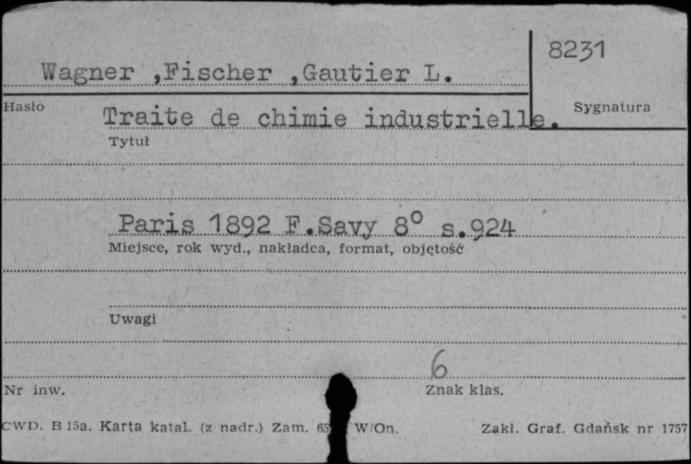 8231
Wagner ,Fischer ,Gautier L.
Hasło
Sygnatura
Traite de chimie industrielle.
Tytuł
Paris 1892 F.Savy 8° s.924
Miejsce, rok wyd., nakładca, format, objętość
Uwagi
6
Nr inw.
Znak klas.
CWD. B 15a. Karta katal. (z nadr.) Zam. W/On. Zakł. Graf. Gdańsk nr 1757